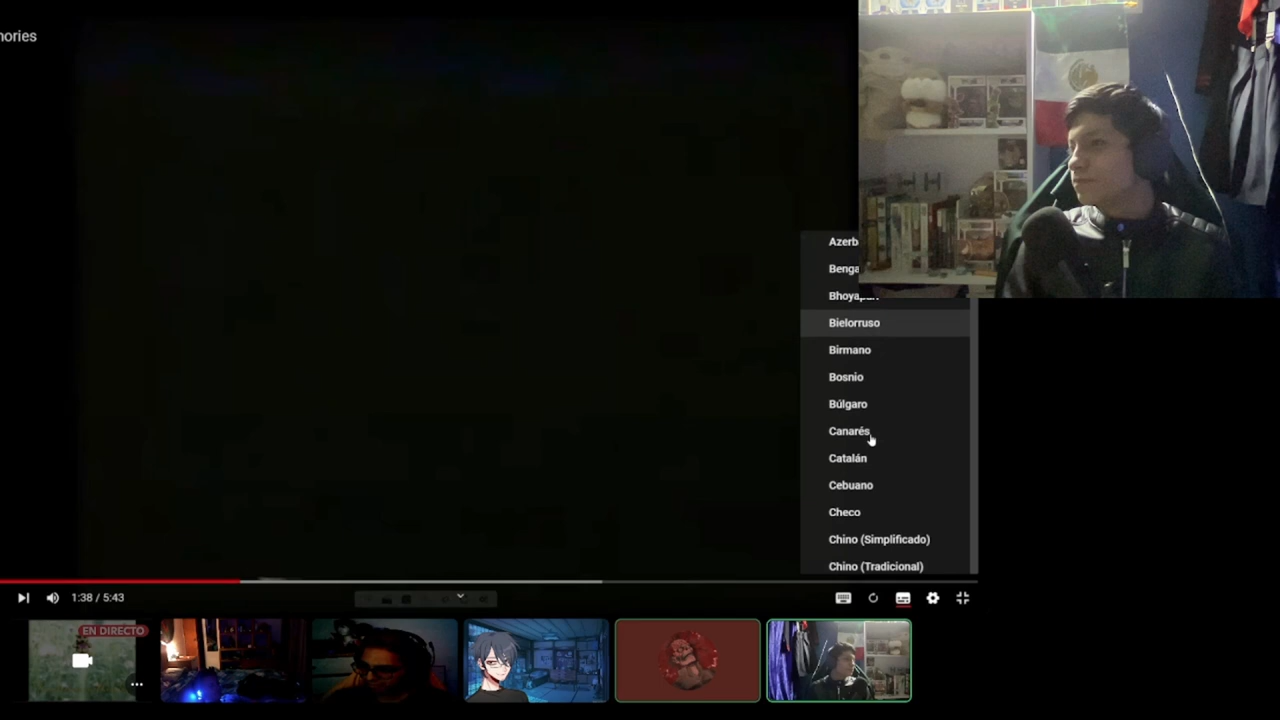 nories
Azerb
Benga
Bhoyapuri
Bielorruso
Birmano
Bosnio
Búlgaro
Canarés
Catalán
Cebuano
Checo
Chino (Simplificado)
Chino (Tradicional)
1:38 / 5:43
EN DIRECTO